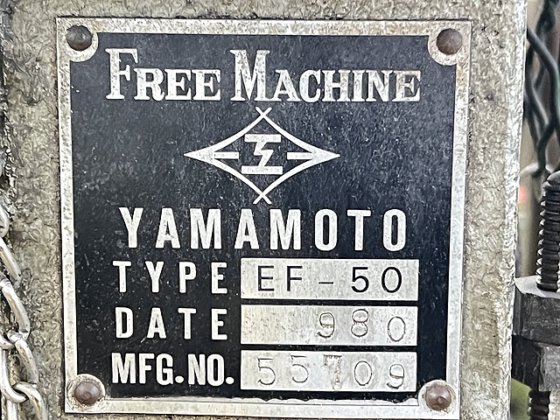 FREE MACHINE
YAMAMOTO
TYPE EF-50
DATE 980
MFG.NO. 55709